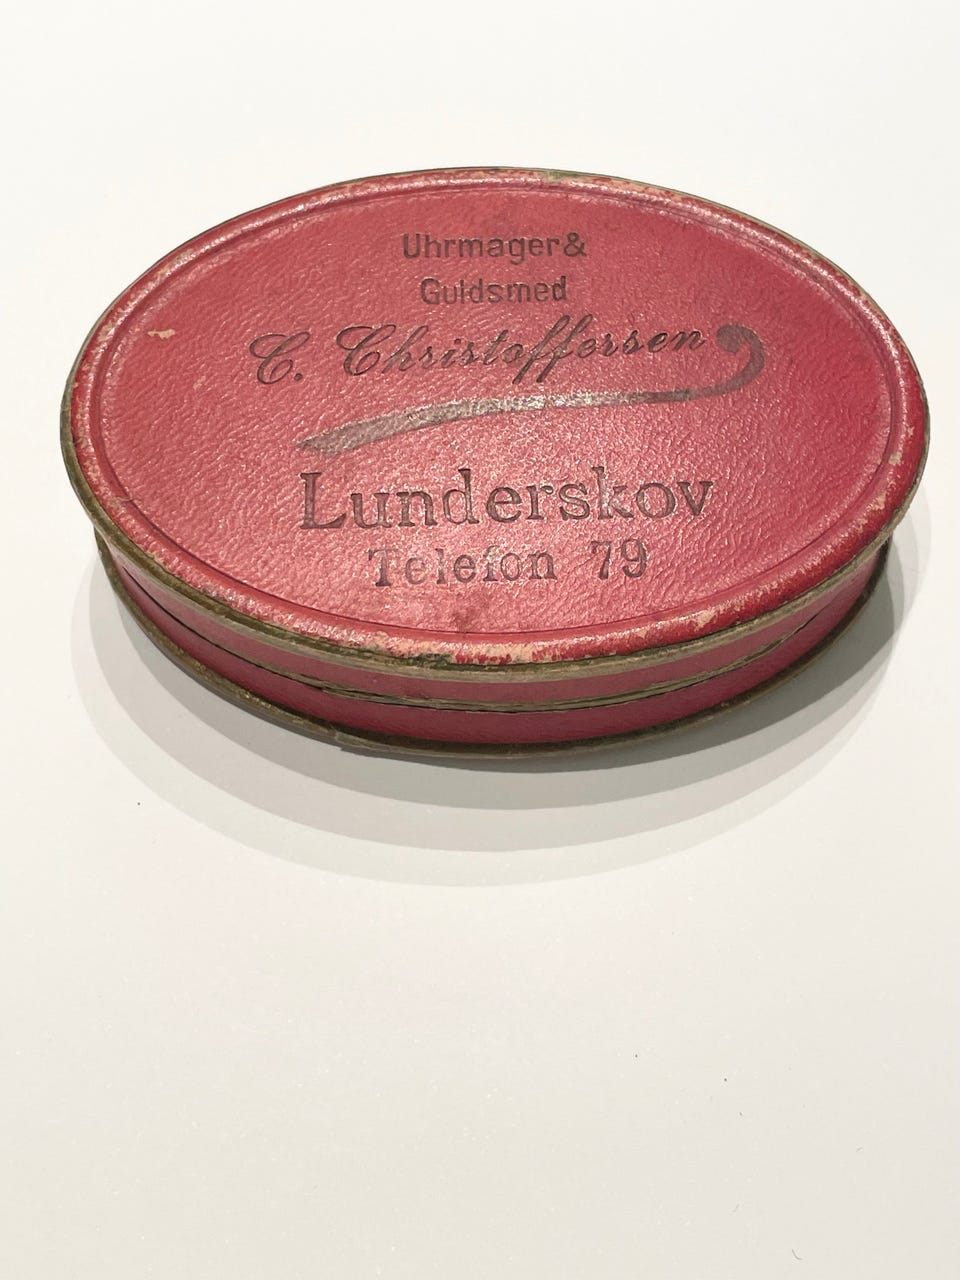 Uhrmager &
Guldsmed
C. Christoffersen
Lunderskov
Telefon 79